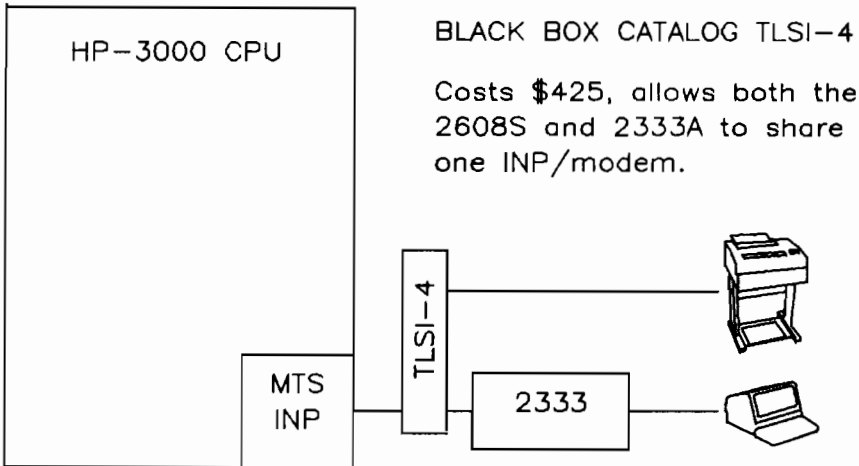 BLACK BOX CATALOG TLSI-4
HP-3000 CPU
Costs $425, allows both the
2608S and 2333A to share
one INP/modem.
TLSI-4
MTS
INP
2333